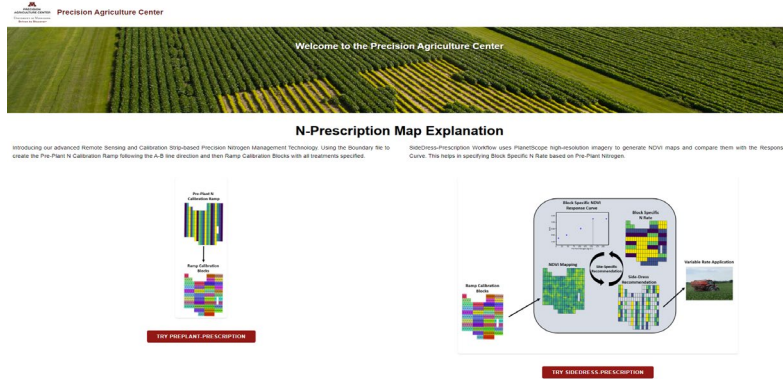 PRECISION
AGRICULTURE CENTER
Precision Agriculture Center
Welcome to the Precision Agriculture Center
N-Prescription Map Explanation
Introducing our advanced Remote Sensing and Calibration Strip-based Precision Nitrogen Management Technology. Using the Boundary file to
create the Pre-Plant N Calibration Ramp following the A-B line direction and then Ramp Calibration Blocks with all treatments specified.
SideDress-Prescription Workflow uses PlanetScope high-resolution imagery to generate NDVI maps and compare them with the Respons
Curve. This helps in specifying Block Specific N Rate based on Pre-Plant Nitrogen.
Pre-Plant N
Calibration Ramp
Ramp Calibration
Blocks
TRY PREPLANT-PRESCRIPTION
Block Specific NDVI
Response Curve
Block Specific
N Rate
NDVI Mapping
Site-Specific
Recommendation
Side-Dress
Recommendation
Variable Rate Application
Ramp Calibration
Blocks
TRY SIDEDRESS-PRESCRIPTION